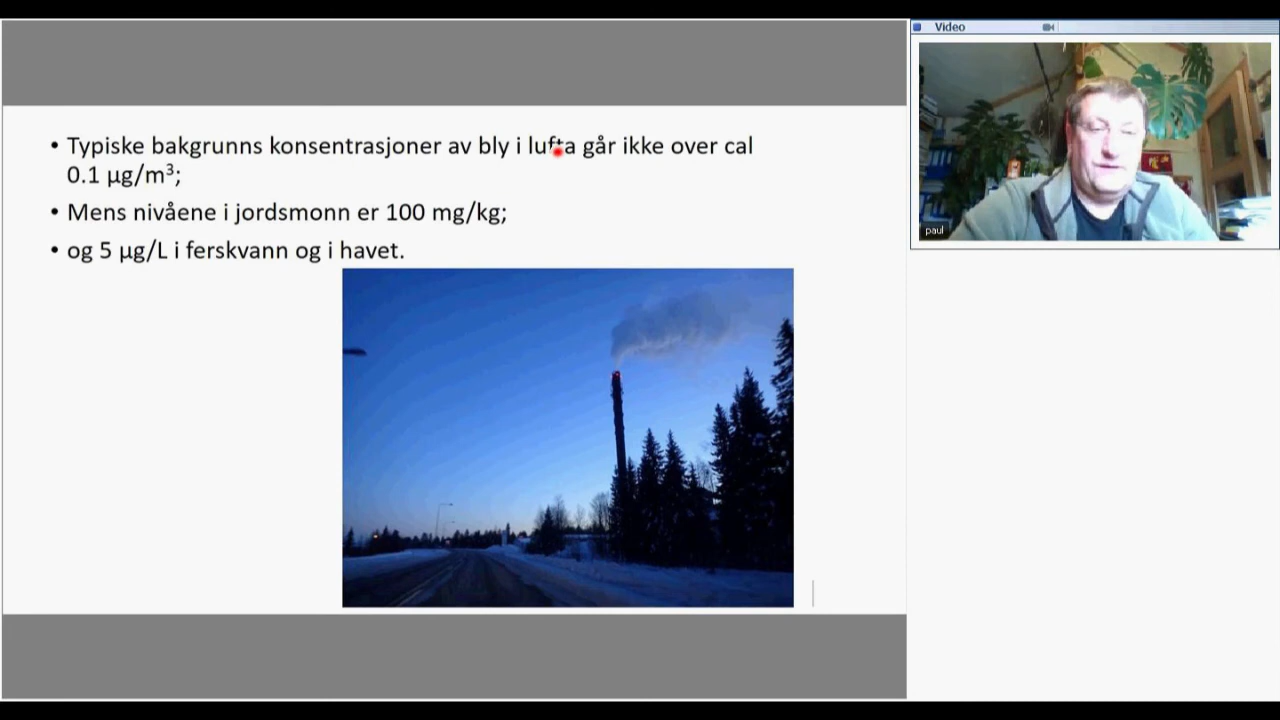 • Typiske bakgrunns konsentrasjoner av bly i lufta går ikke over cal
0.1 µg/m³;
• Mens nivåene i jordsmonn er 100 mg/kg;
• og 5 µg/L i ferskvann og i havet.
Video
paul